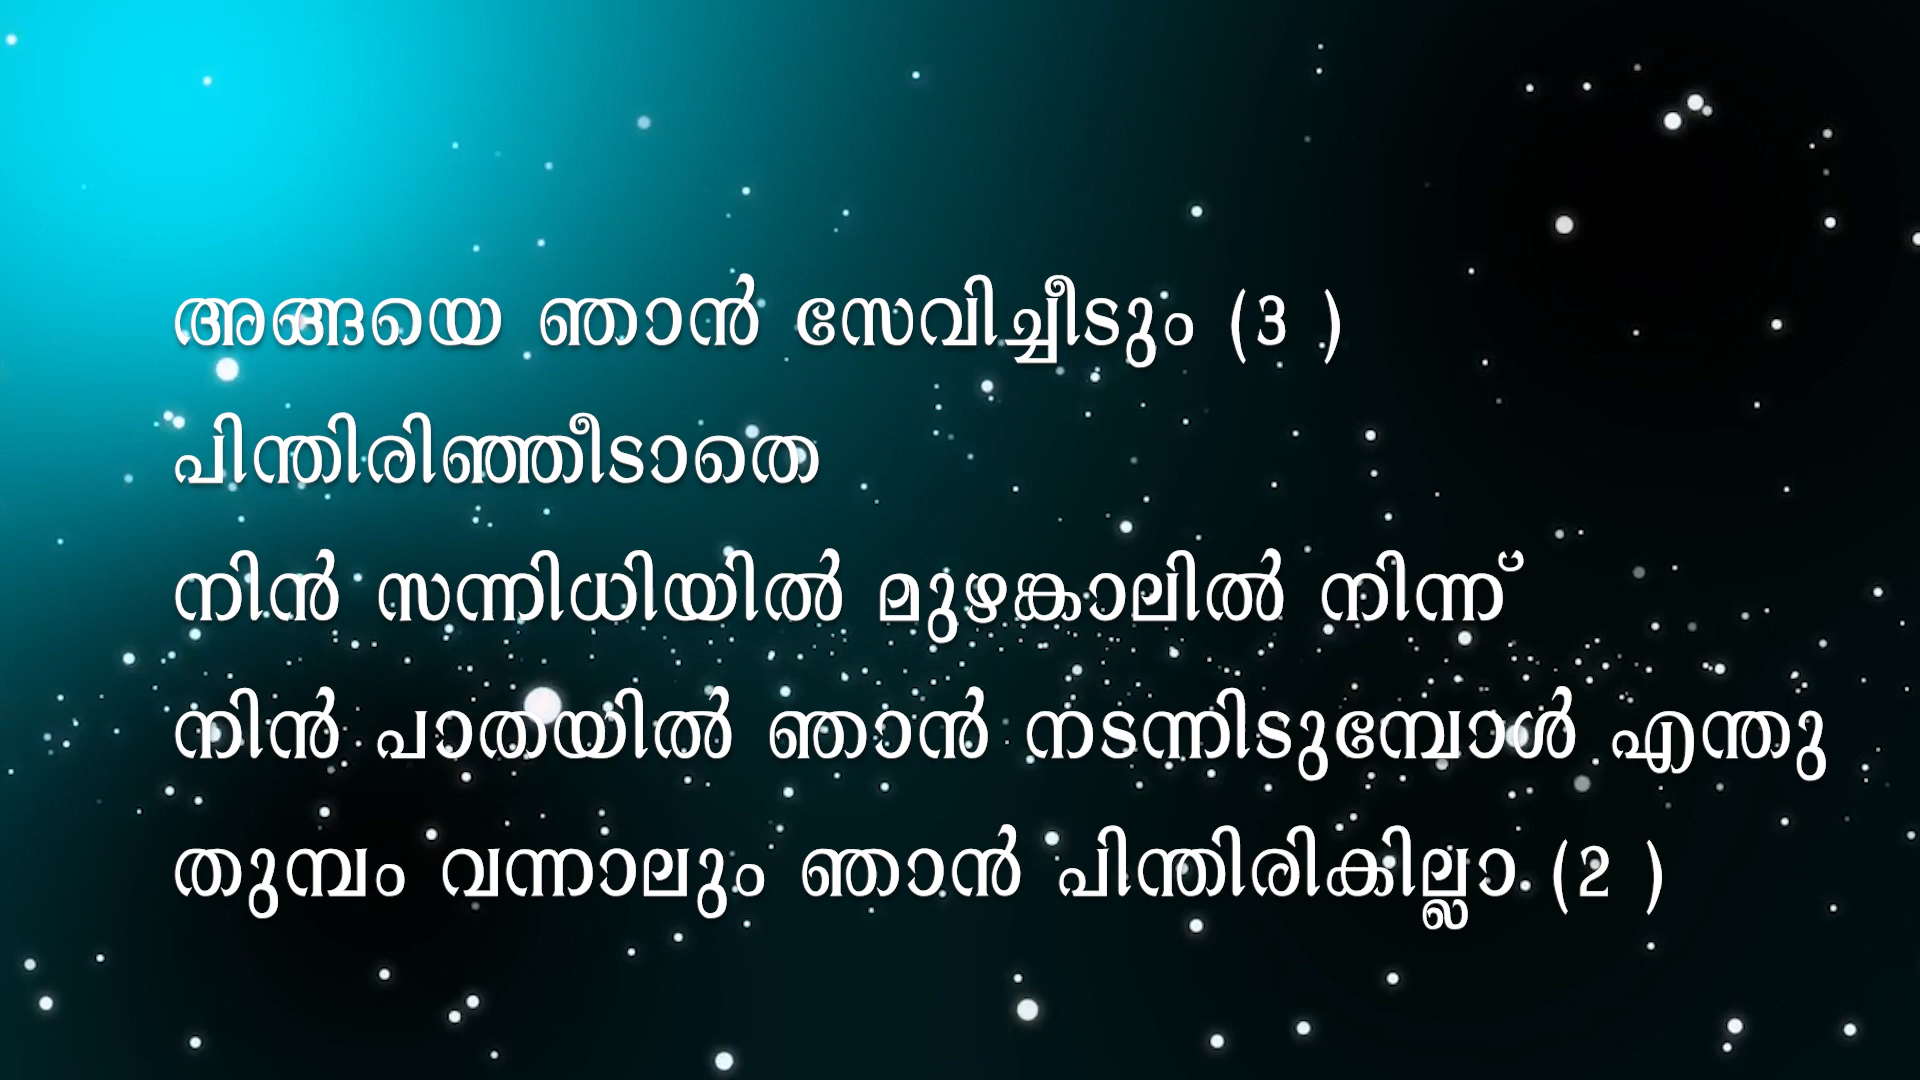 അങ്ങയെ ഞാൻ സേവിച്ചീടും (3 )
പിന്തിരിഞ്ഞീടാതെ
നിൻ സന്നിധിയിൽ മുഴങ്കാലിൽ നിന്ന്
നിൻ പാതയിൽ ഞാൻ നടന്നിടുമ്പോൾ എന്തു
തുമ്പം വന്നാലും ഞാൻ പിന്തിരികില്ലാ (2 )